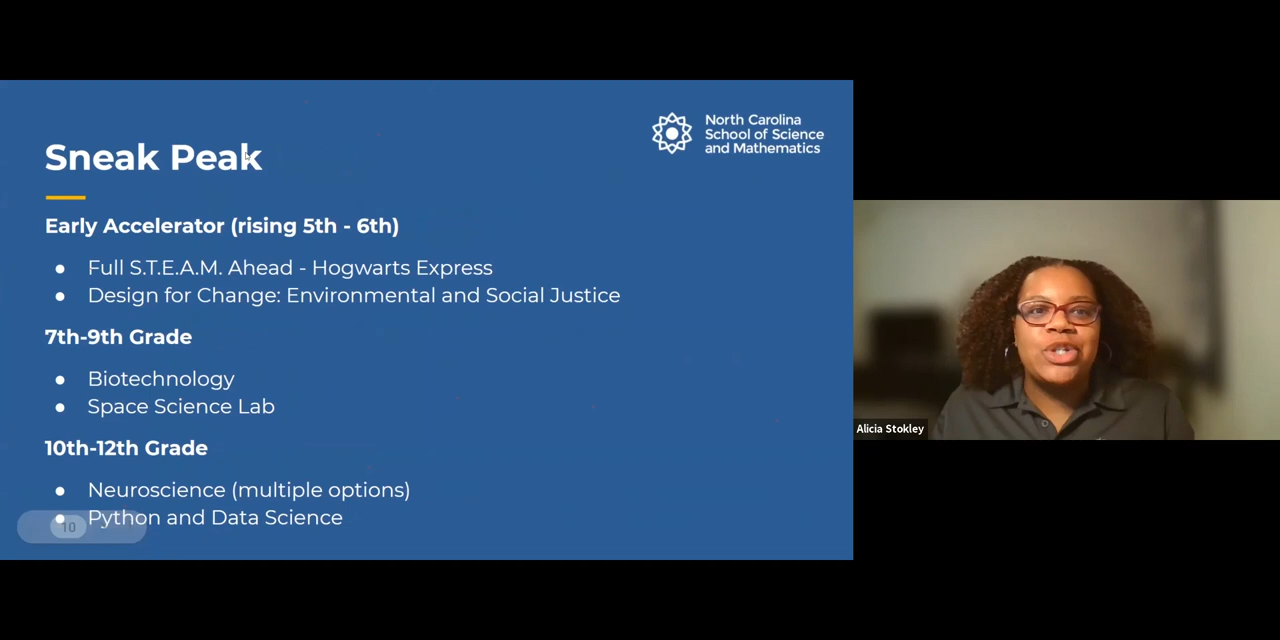 North Carolina
School of Science
and Mathematics
Sneak Peak
Early Accelerator (rising 5th - 6th)
● Full S.T.E.A.M. Ahead - Hogwarts Express
● Design for Change: Environmental and Social Justice
7th-9th Grade
● Biotechnology
● Space Science Lab
10th-12th Grade
● Neuroscience (multiple options)
● Python and Data Science
10
Alicia Stokley